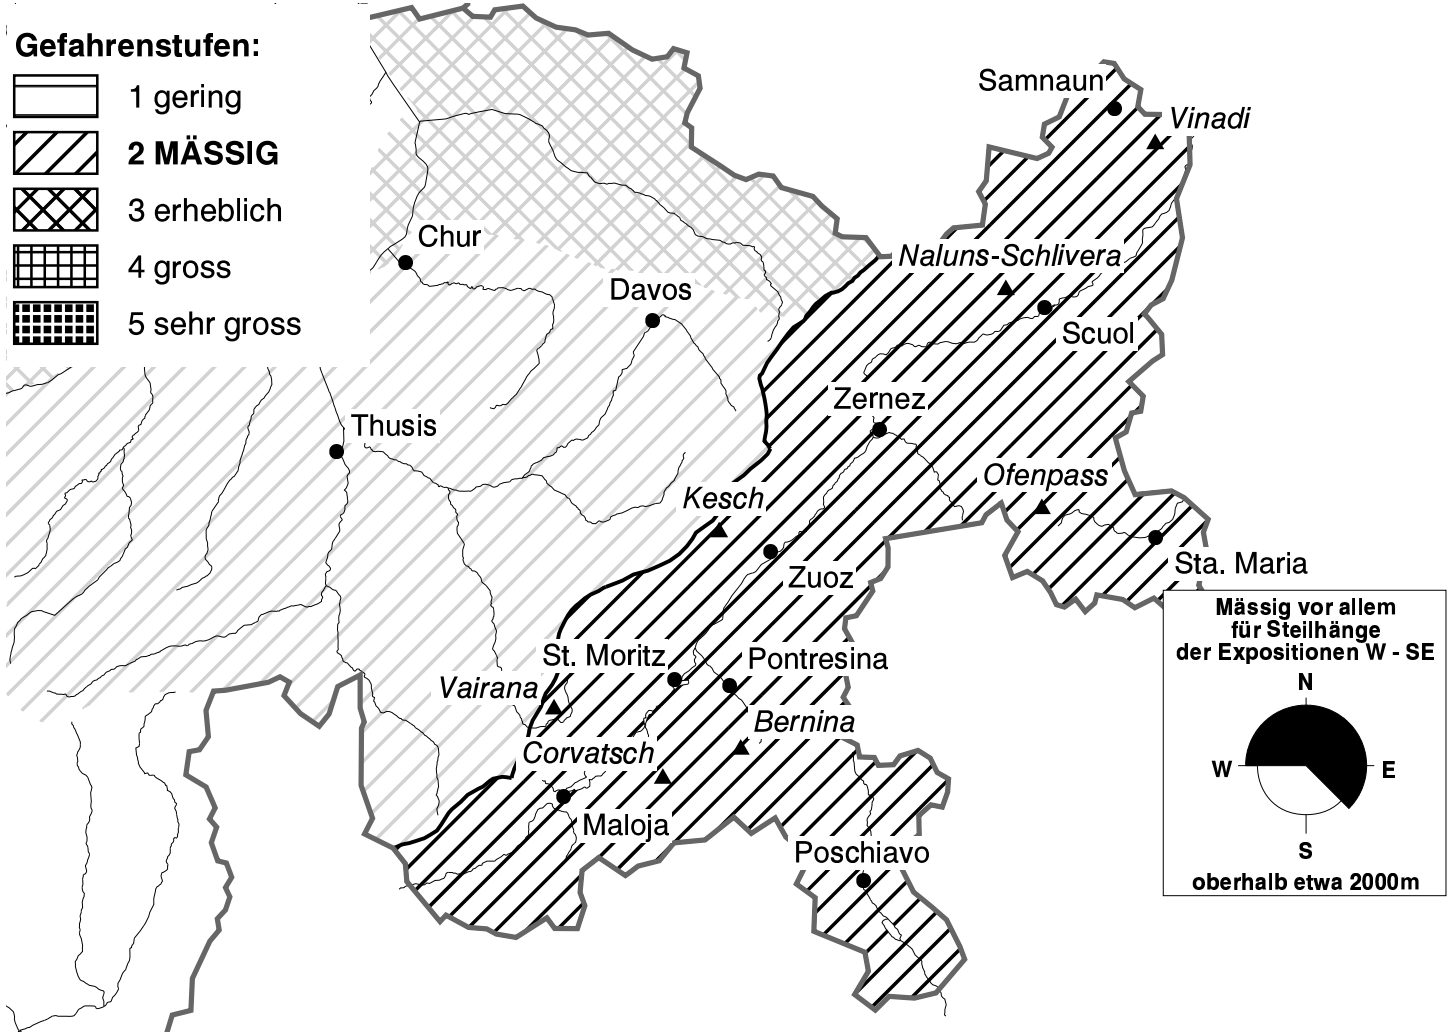 Gefahrenstufen:
1 gering
2 MÄSSIG
3 erheblich
4 gross
5 sehr gross
Samnaun
Vinadi
Chur
Naluns-Schlivera
Davos
Scuol
Zernez
Thusis
Ofenpass
Kesch
Sta. Maria
Zuoz
St. Moritz
Pontresina
Vairana
Bernina
Corvatsch
Maloja
Poschiavo
Mässig vor allem
für Steilhänge
der Expositionen W - SE
N
W
E
S
oberhalb etwa 2000m